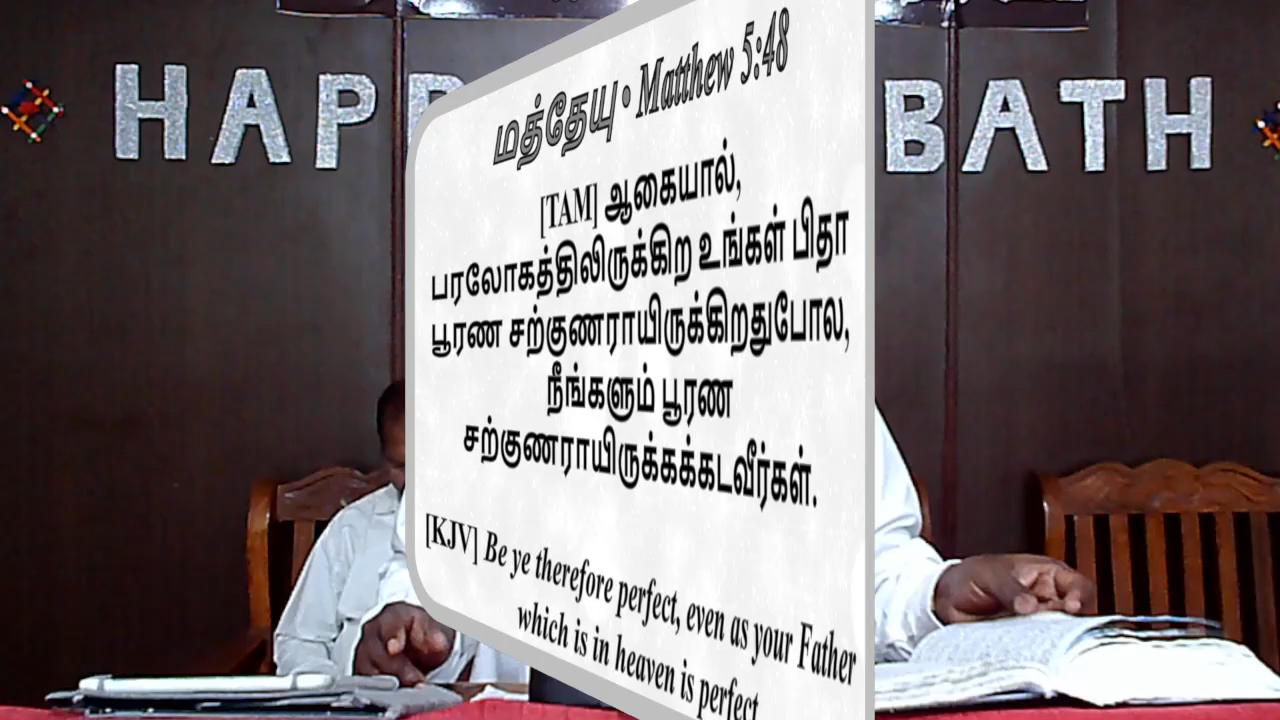 HAPP BATH
மத்தேயு • Matthew 5:48
[TAM] ஆகையால்,
பரலோகத்திலிருக்கிற உங்கள் பிதா
பூரண சற்குணராயிருக்கிறதுபோல,
நீங்களும் பூரண
சற்குணராயிருக்கக்கடவீர்கள்.
[KJV] Be ye therefore perfect, even as your Father
which is in heaven is perfect